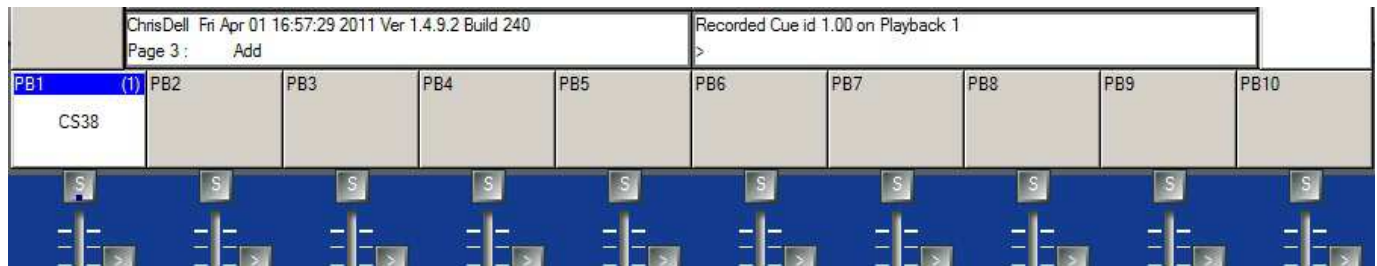 ChrisDell Fri Apr 01 16:57:29 2011 Ver 1.4.9.2 Build 240
Page 3 : Add
Recorded Cue id 1.00 on Playback 1
>
PB1 (1) PB2 PB3 PB4 PB5 PB6 PB7 PB8 PB9 PB10
CS38
S S S S S S S S S S
> > > > > > > > > >